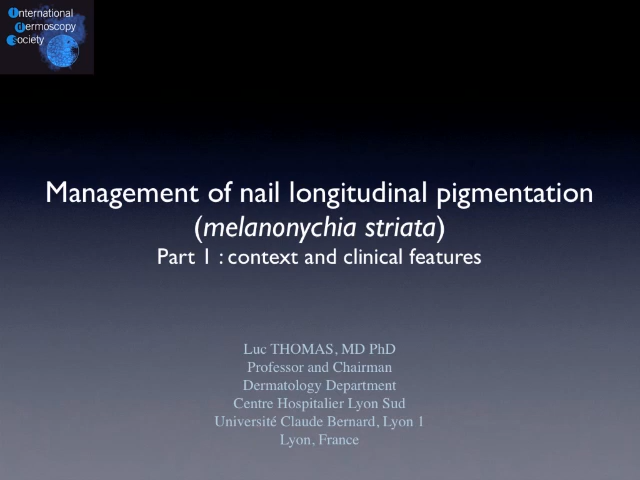 International
Dermoscopy
Society
Management of nail longitudinal pigmentation
(melanonychia striata)
Part 1 : context and clinical features
Luc THOMAS, MD PhD
Professor and Chairman
Dermatology Department
Centre Hospitalier Lyon Sud
Université Claude Bernard, Lyon 1
Lyon, France